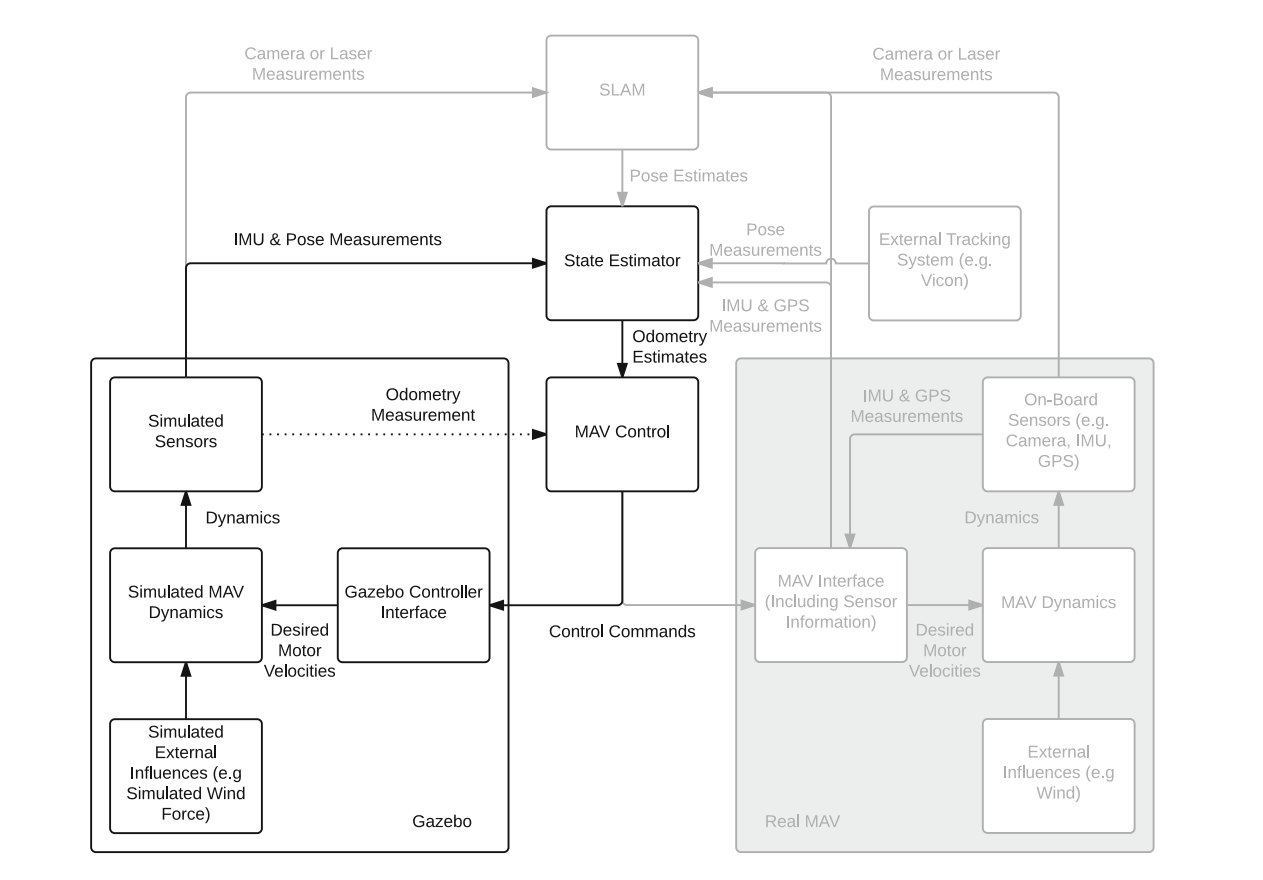 Camera or Laser
Measurements
SLAM
Camera or Laser
Measurements
Pose Estimates
IMU & Pose Measurements
State Estimator
Pose
Measurements
External Tracking
System (e.g.
Vicon)
IMU & GPS
Measurements
Odometry
Estimates
Simulated
Sensors
Odometry
Measurement
MAV Control
IMU & GPS
Measurements
On-Board
Sensors (e.g.
Camera, IMU,
GPS)
Dynamics
Dynamics
Simulated MAV
Dynamics
Gazebo Controller
Interface
Desired
Motor
Velocities
Control Commands
MAV Interface
(Including Sensor
Information)
Desired
Motor
Velocities
MAV Dynamics
Simulated
External
Influences (e.g
Simulated Wind
Force)
Gazebo
Real MAV
External
Influences (e.g
Wind)